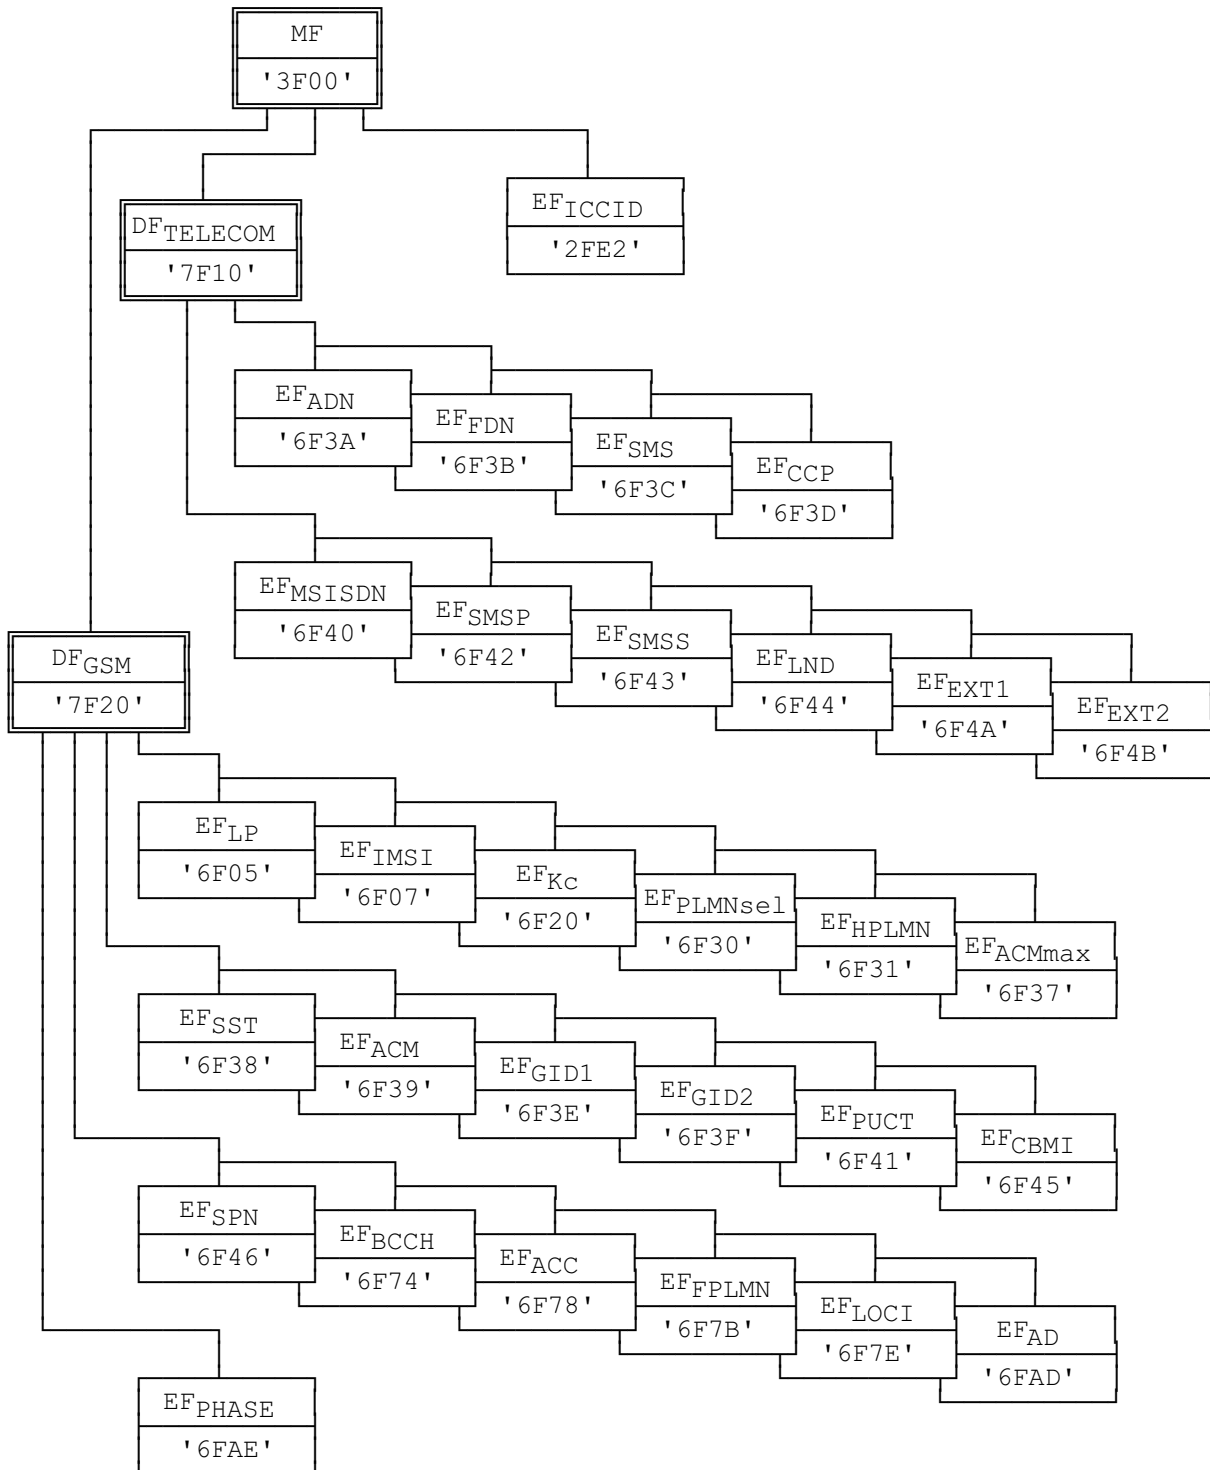 MF
'3F00'
EFICCID
'2FE2'
DFTELECOM
'7F10'
EFADN
'6F3A'
EFFDN
'6F3B'
EFSMS
'6F3C'
EFCCP
'6F3D'
EFMSISDN
'6F40'
EFSMSP
'6F42'
EFSMSS
'6F43'
EFLND
'6F44'
EFEXT1
'6F4A'
EFEXT2
'6F4B'
DFGSM
'7F20'
EFLP
'6F05'
EFIMSI
'6F07'
EFKc
'6F20'
EFPLMNsel
'6F30'
EFHPLMN
'6F31'
EFACMmax
'6F37'
EFSST
'6F38'
EFACM
'6F39'
EFGID1
'6F3E'
EFGID2
'6F3F'
EFPUCT
'6F41'
EFCBMI
'6F45'
EFSPN
'6F46'
EFBCCH
'6F74'
EFACC
'6F78'
EFFPLMN
'6F7B'
EFLOCI
'6F7E'
EFAD
'6FAD'
EFPHASE
'6FAE'